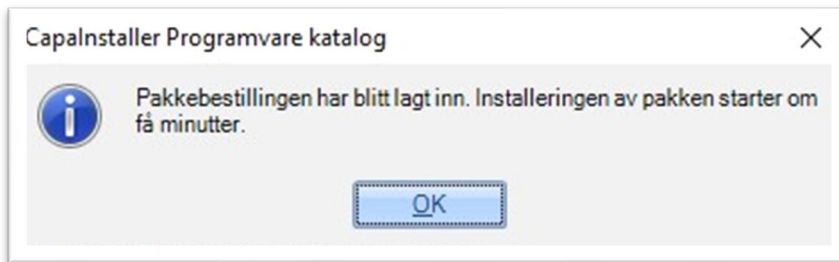 CapaInstaller Programvare katalog
Pakkebestillingen har blitt lagt inn. Installeringen av pakken starter om
få minutter.
OK